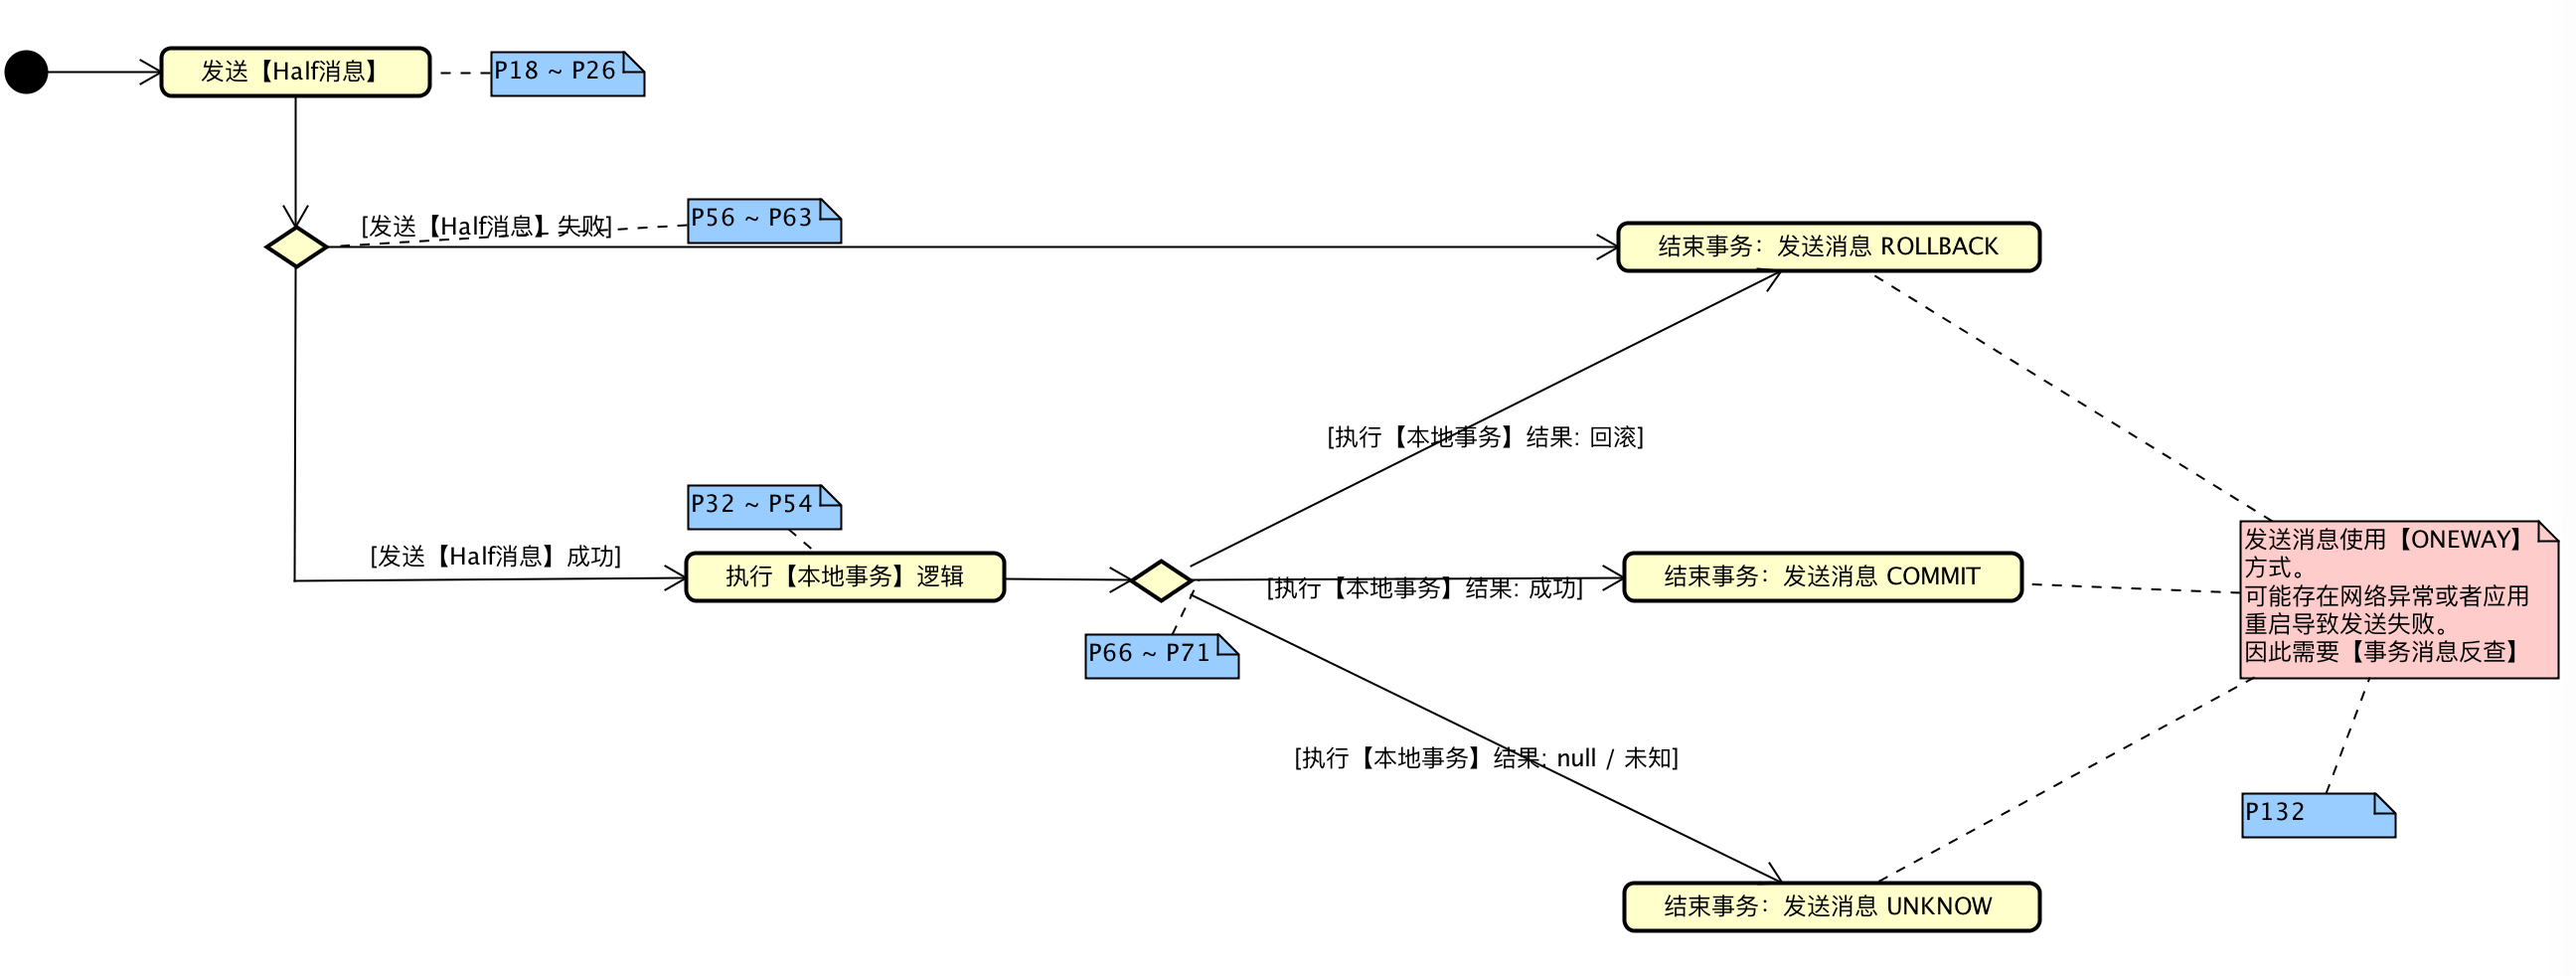 发送【Half消息】
P18 ~ P26
[发送【Half消息】失败]
P56 ~ P63
结束事务：发送消息 ROLLBACK
[执行【本地事务】结果: 回滚]
P32 ~ P54
[发送【Half消息】成功]
执行【本地事务】逻辑
[执行【本地事务】结果: 成功]
结束事务：发送消息 COMMIT
发送消息使用【ONEWAY】
方式。
可能存在网络异常或者应用
重启导致发送失败。
因此需要【事务消息反查】
P66 ~ P71
[执行【本地事务】结果: null / 未知]
P132
结束事务：发送消息 UNKNOW